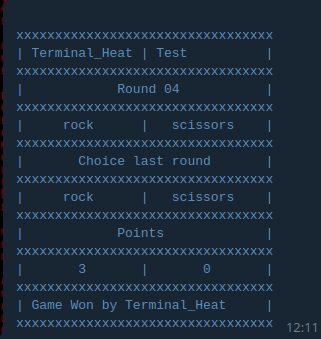 xxxxxxxxxxxxxxxxxxxxxxxxxxxxxxxxx
| Terminal_Heat | Test          |
xxxxxxxxxxxxxxxxxxxxxxxxxxxxxxxxx
|            Round 04           |
xxxxxxxxxxxxxxxxxxxxxxxxxxxxxxxxx
|     rock      |   scissors    |
xxxxxxxxxxxxxxxxxxxxxxxxxxxxxxxxx
|       Choice last round       |
xxxxxxxxxxxxxxxxxxxxxxxxxxxxxxxxx
|     rock      |   scissors    |
xxxxxxxxxxxxxxxxxxxxxxxxxxxxxxxxx
|            Points             |
xxxxxxxxxxxxxxxxxxxxxxxxxxxxxxxxx
|       3       |       0       |
xxxxxxxxxxxxxxxxxxxxxxxxxxxxxxxxx
| Game Won by Terminal_Heat     |
xxxxxxxxxxxxxxxxxxxxxxxxxxxxxxxxx
12:11